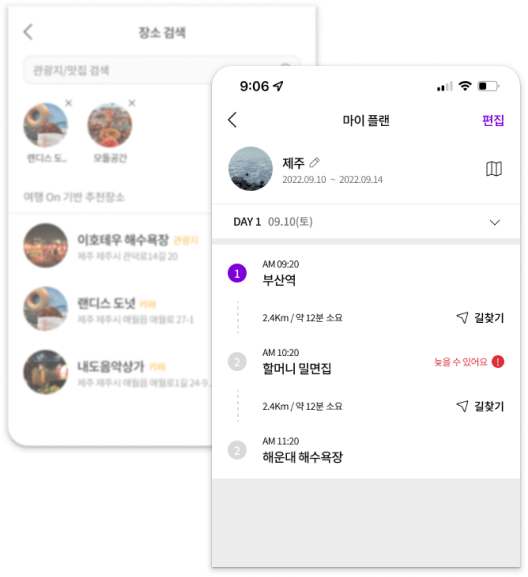 장소 검색
관광지/맛집 검색
랜디스 도..
모들공간
여행 On 기반 추천장소
이호테우 해수욕장 관광지
제주 제주시 관덕로14길 20
랜디스 도넛 카페
제주 제주시 애월읍 애월로 27-1
내도음악상가 카페
제주 제주시 애월읍 애월로1길 24-9..
9:06
마이 플랜
편집
제주
2022.09.10 ~ 2022.09.14
DAY 1 09.10(토)
AM 09:20
1 부산역
2.4Km / 약 12분 소요 길찾기
AM 10:20
2 할머니 밀면집 늦을 수 있어요 !
2.4Km / 약 12분 소요 길찾기
AM 11:20
2 해운대 해수욕장